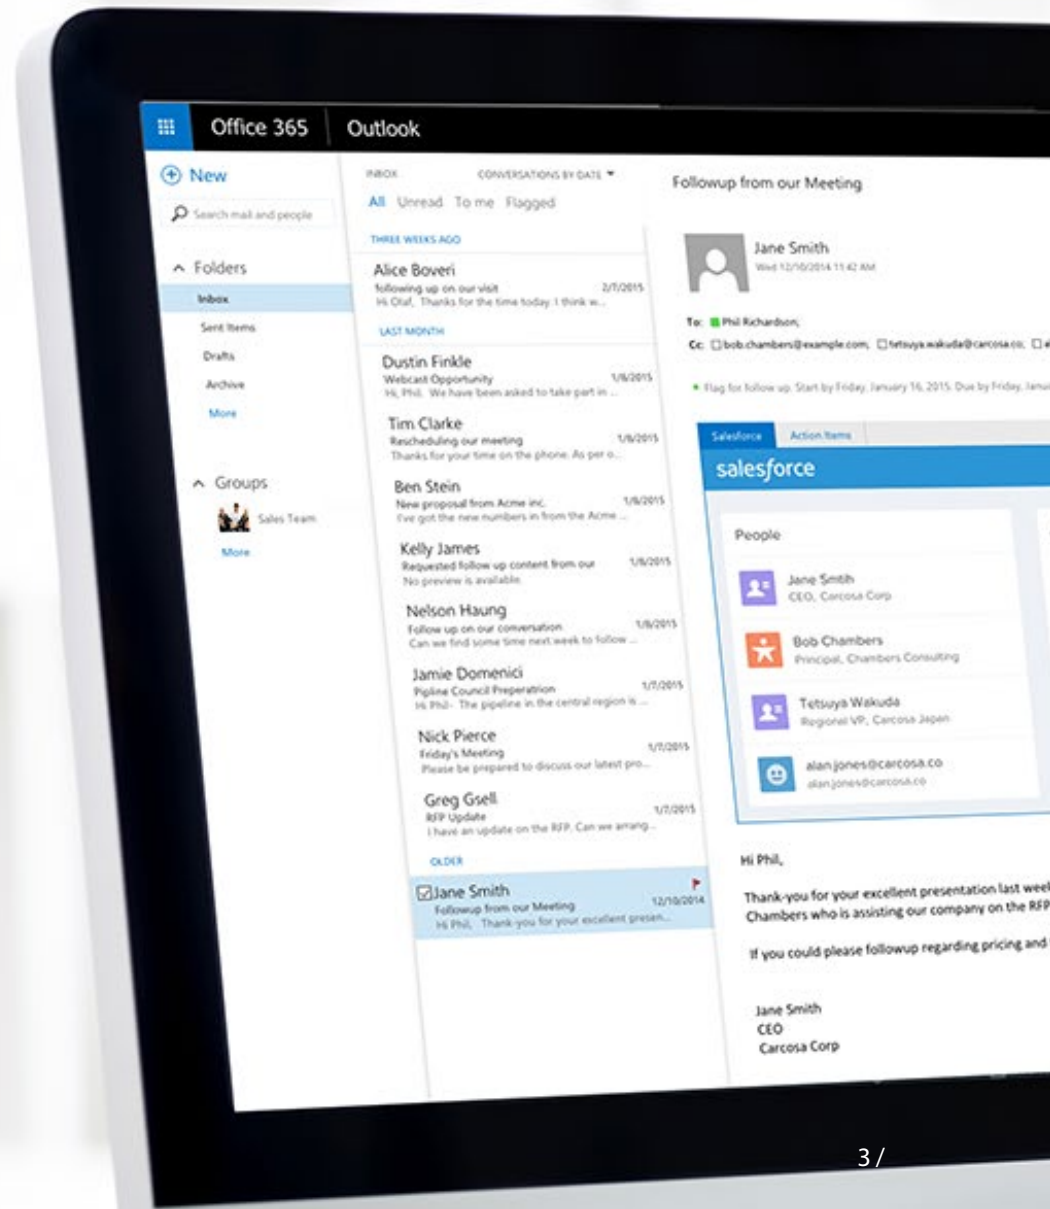 Office 365
Outlook
New
Search mail and people
Folders
Inbox
Sent Items
Drafts
Archive
More
Groups
Sales Team
More
INBOX
CONVERSATIONS BY DATE
All Unread To me Flagged
THREE WEEKS AGO
Alice Boveri
following up on our visit 2/7/2015
Hi Olaf, Thanks for the time today. I think w...
LAST MONTH
Dustin Finkle
Webcast Opportunity 1/8/2015
Hi, Phil. We have been asked to take part in ...
Tim Clarke
Rescheduling our meeting 1/8/2015
Thanks for your time on the phone. As per o...
Ben Stein
New proposal from Acme inc. 1/8/2015
I've got the new numbers in from the Acme ...
Kelly James
Requested follow up content from our 1/8/2015
No preview is available.
Nelson Haung
Follow up on our conversation 1/8/2015
Can we find some time next week to follow ...
Jamie Domenici
Pipline Council Preperatrion 1/7/2015
Hi Phil- The pipeline in the central region is ...
Nick Pierce
Friday's Meeting 1/7/2015
Please be prepared to discuss our latest pro...
Greg Gsell
RFP Update 1/7/2015
I have an update on the RFP. Can we arrang...
OLDER
Jane Smith
Followup from our Meeting 12/10/2014
Hi Phil, Thank-you for your excellent presen...
Followup from our Meeting
Jane Smith
Wed 12/10/2014 11:42 AM
To: Phil Richardson;
Cc: bob.chambers@example.com; tetsuya.wakuda@carcosa.co;
Flag for follow up. Start by Friday, January 16, 2015. Due by Friday,
Salesforce Action Items
salesforce
People
Jane Smtih
CEO, Carcosa Corp
Bob Chambers
Principal, Chambers Consulting
Tetsuya Wakuda
Regional VP, Carcosa Japan
alan.jones@carcosa.co
alan.jones@carcosa.co
Hi Phil,
Thank-you for your excellent presentation last week
Chambers who is assisting our company on the RFP
If you could please followup regarding pricing and
Jane Smith
CEO
Carcosa Corp
3 /